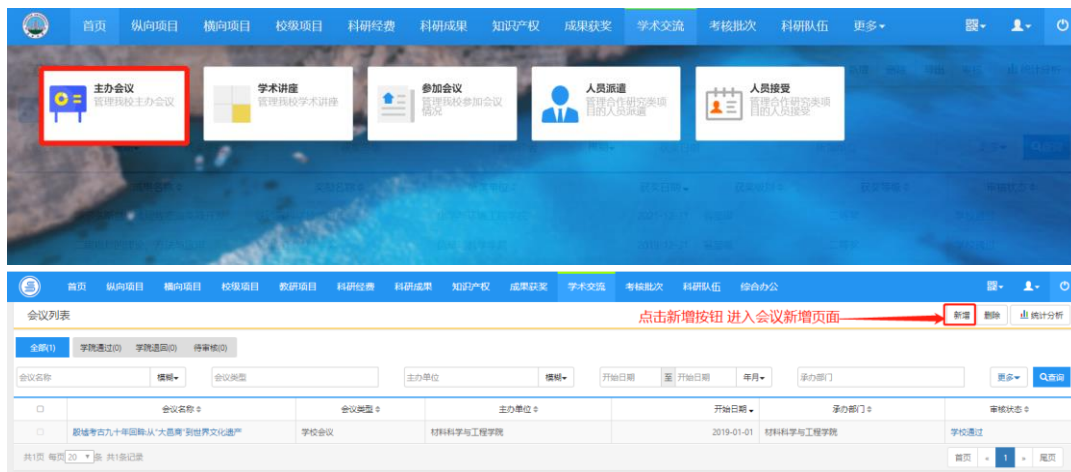 首页 纵向项目 横向项目 校级项目 科研经费 科研成果 知识产权 成果获奖 学术交流 考核批次 科研队伍 更多
主办会议
管理我校主办会议
学术讲座
管理我校学术讲座
参加会议
管理我校参加会议
情况
人员派遣
管理合作研究类项
目的人员派遣
人员接受
管理合作研究类项
目的人员接受
首页 纵向项目 横向项目 校级项目 教研项目 科研经费 科研成果 知识产权 成果获奖 学术交流 考核批次 科研队伍 综合办公
会议列表 点击新增按钮 进入会议新增页面 新增 删除 统计分析
全部(1) 学院通过(0) 学院退回(0) 待审核(0)
会议名称 模糊 会议类型 主办单位 模糊 开始日期 至 开始日期 年月 承办部门 更多 查询
会议名称 会议类型 主办单位 开始日期 承办部门 审核状态
殷墟考古九十年回眸:从"大邑商"到世界文化遗产 学校会议 材料科学与工程学院 2019-01-01 材料科学与工程学院 学校通过
共1页 每页 20 条 共1条记录 首页 « 1 » 尾页